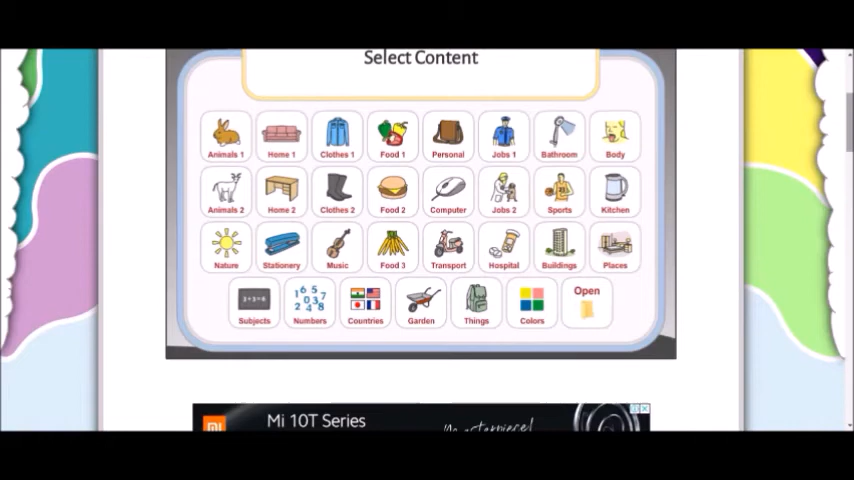 Select Content
Animals 1 Home 1 Clothes 1 Food 1 Personal Jobs 1 Bathroom Body
Animals 2 Home 2 Clothes 2 Food 2 Computer Jobs 2 Sports Kitchen
Nature Stationery Music Food 3 Transport Hospital Buildings Places
Subjects Numbers Countries Garden Things Colors Open
Mi 10T Series